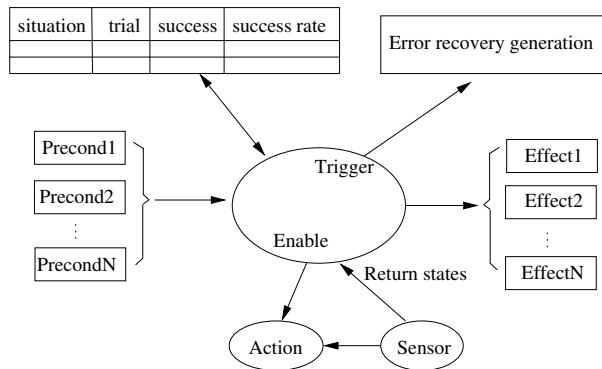 situation trial success success rate
Error recovery generation
Precond1
Precond2
⋮
PrecondN
Trigger
Enable
Effect1
Effect2
⋮
EffectN
Return states
Action
Sensor